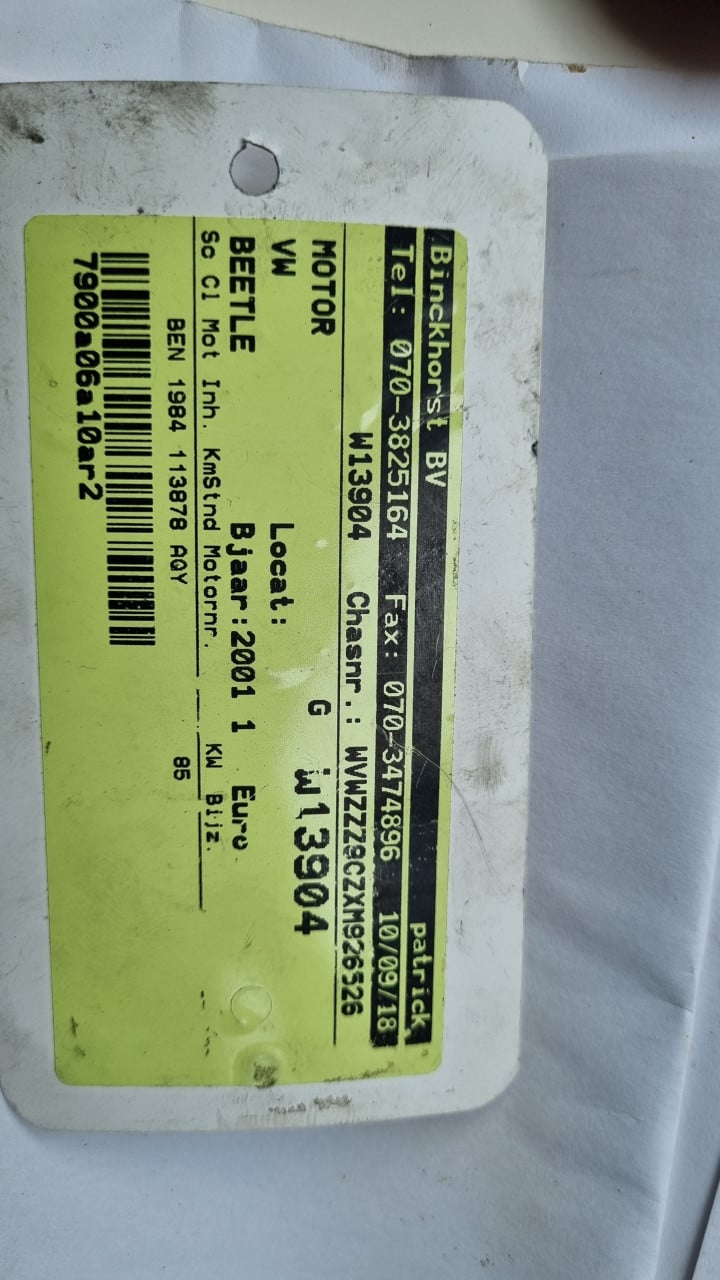 Binckhorst BV patrick
Tel: 070-3825164 Fax: 070-3474896 10/09/18
W13904 Chasnr.: WVWZZZ9CZXM926526
MOTOR G W13904
VW Locat:
BEETLE Bjaar:2001 1 Euro
So Cl Mot Inh. KmStnd Motornr. KW Bijz.
BEN 1984 113878 AQY 85
7900a06a10ar2